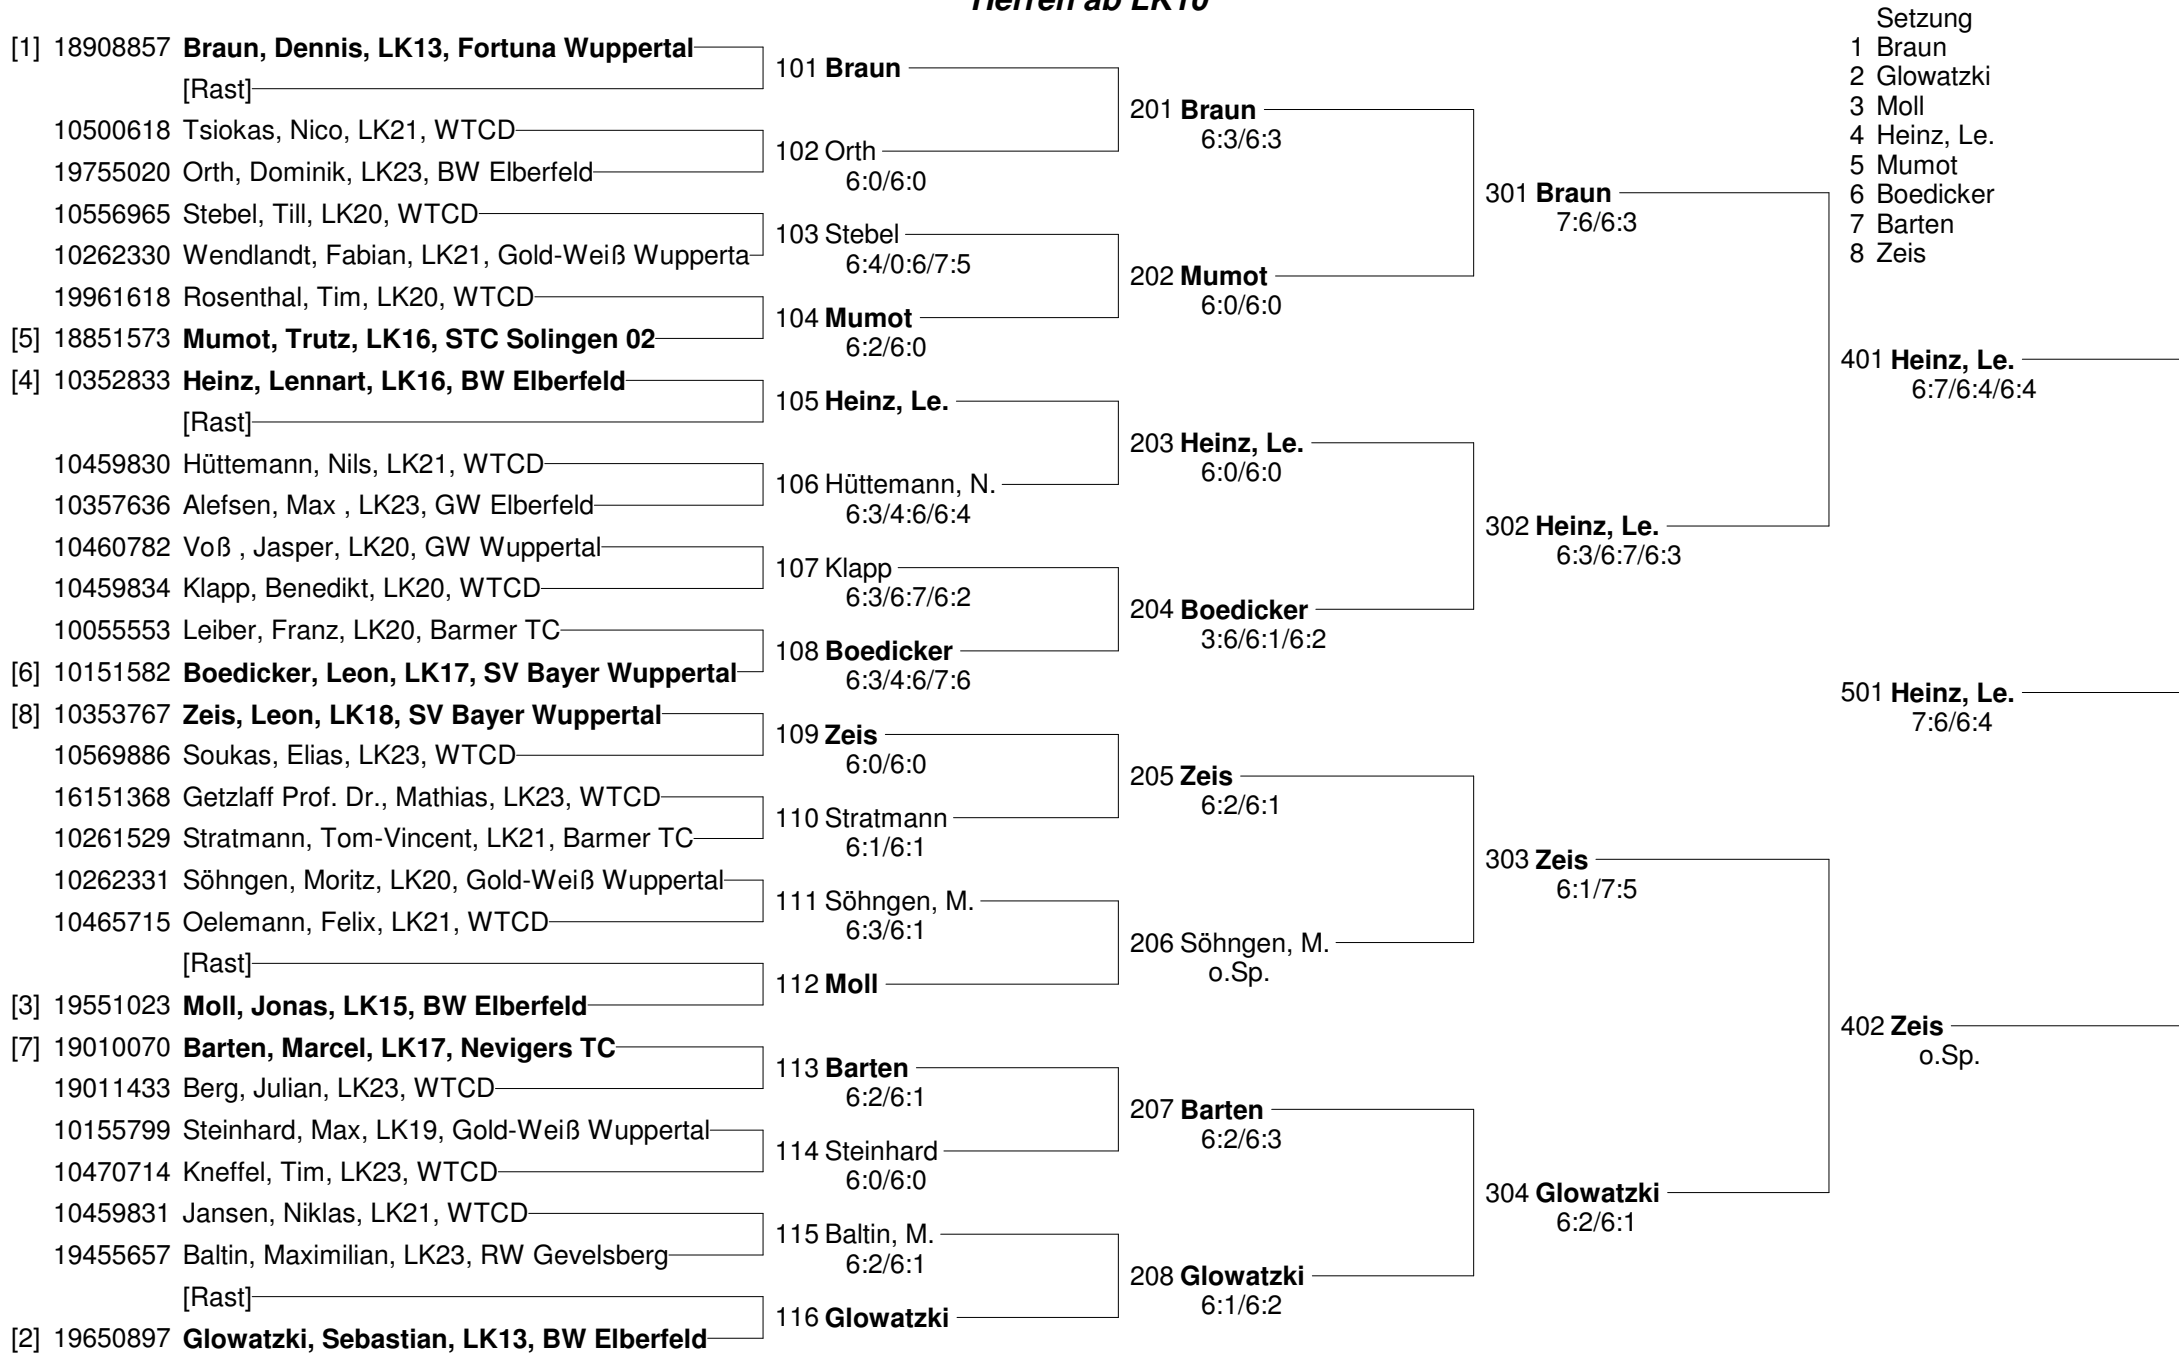 Herren ab LK10
Setzung
1 Braun
2 Glowatzki
3 Moll
4 Heinz, Le.
5 Mumot
6 Boedicker
7 Barten
8 Zeis
[1] 18908857 Braun, Dennis, LK13, Fortuna Wuppertal
[Rast]
10500618 Tsiokas, Nico, LK21, WTCD
19755020 Orth, Dominik, LK23, BW Elberfeld
10556965 Stebel, Till, LK20, WTCD
10262330 Wendlandt, Fabian, LK21, Gold-Weiß Wupperta
19961618 Rosenthal, Tim, LK20, WTCD
[5] 18851573 Mumot, Trutz, LK16, STC Solingen 02
[4] 10352833 Heinz, Lennart, LK16, BW Elberfeld
[Rast]
10459830 Hüttemann, Nils, LK21, WTCD
10357636 Alefsen, Max , LK23, GW Elberfeld
10460782 Voß , Jasper, LK20, GW Wuppertal
10459834 Klapp, Benedikt, LK20, WTCD
10055553 Leiber, Franz, LK20, Barmer TC
[6] 10151582 Boedicker, Leon, LK17, SV Bayer Wuppertal
[8] 10353767 Zeis, Leon, LK18, SV Bayer Wuppertal
10569886 Soukas, Elias, LK23, WTCD
16151368 Getzlaff Prof. Dr., Mathias, LK23, WTCD
10261529 Stratmann, Tom-Vincent, LK21, Barmer TC
10262331 Söhngen, Moritz, LK20, Gold-Weiß Wuppertal
10465715 Oelemann, Felix, LK21, WTCD
[Rast]
[3] 19551023 Moll, Jonas, LK15, BW Elberfeld
[7] 19010070 Barten, Marcel, LK17, Nevigers TC
19011433 Berg, Julian, LK23, WTCD
10155799 Steinhard, Max, LK19, Gold-Weiß Wuppertal
10470714 Kneffel, Tim, LK23, WTCD
10459831 Jansen, Niklas, LK21, WTCD
19455657 Baltin, Maximilian, LK23, RW Gevelsberg
[Rast]
[2] 19650897 Glowatzki, Sebastian, LK13, BW Elberfeld
101 Braun
102 Orth
6:0/6:0
103 Stebel
6:4/0:6/7:5
104 Mumot
6:2/6:0
105 Heinz, Le.
106 Hüttemann, N.
6:3/4:6/6:4
107 Klapp
6:3/6:7/6:2
108 Boedicker
6:3/4:6/7:6
109 Zeis
6:0/6:0
110 Stratmann
6:1/6:1
111 Söhngen, M.
6:3/6:1
112 Moll
113 Barten
6:2/6:1
114 Steinhard
6:0/6:0
115 Baltin, M.
6:2/6:1
116 Glowatzki
201 Braun
6:3/6:3
202 Mumot
6:0/6:0
203 Heinz, Le.
6:0/6:0
204 Boedicker
3:6/6:1/6:2
205 Zeis
6:2/6:1
206 Söhngen, M.
o.Sp.
207 Barten
6:2/6:3
208 Glowatzki
6:1/6:2
301 Braun
7:6/6:3
302 Heinz, Le.
6:3/6:7/6:3
303 Zeis
6:1/7:5
304 Glowatzki
6:2/6:1
401 Heinz, Le.
6:7/6:4/6:4
501 Heinz, Le.
7:6/6:4
402 Zeis
o.Sp.